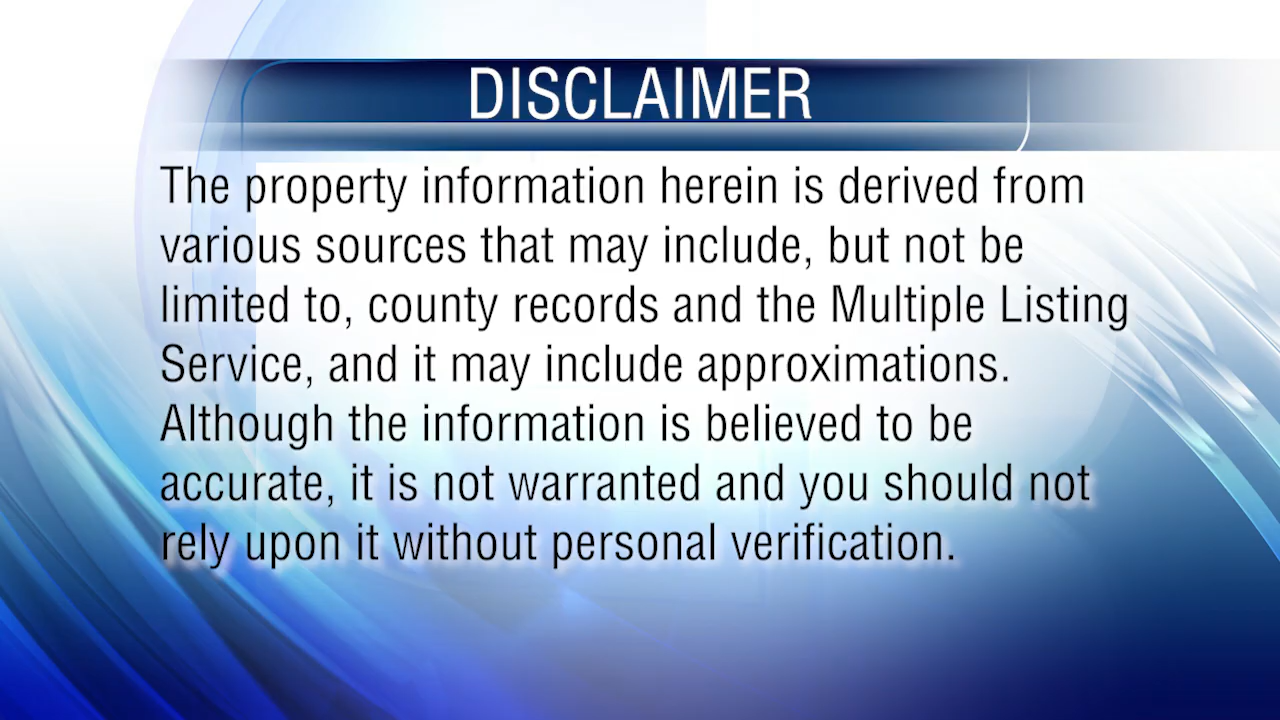 DISCLAIMER
The property information herein is derived from
various sources that may include, but not be
limited to, county records and the Multiple Listing
Service, and it may include approximations.
Although the information is believed to be
accurate, it is not warranted and you should not
rely upon it without personal verification.